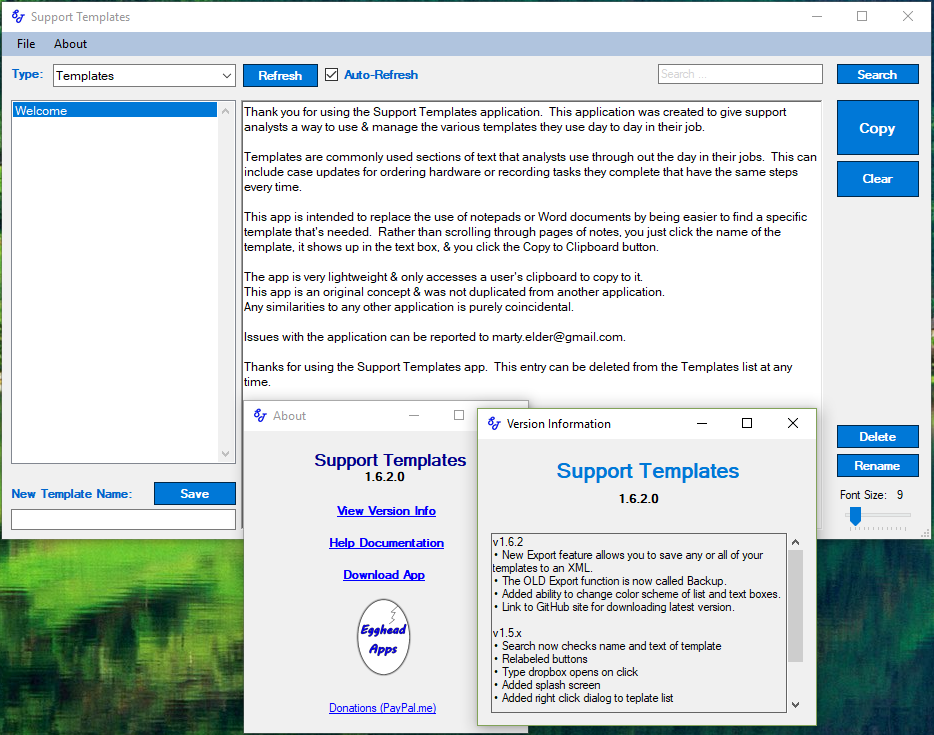 Support Templates
File About
Type: Templates Refresh Auto-Refresh Search ... Search
Welcome
Thank you for using the Support Templates application. This application was created to give support
analysts a way to use & manage the various templates they use day to day in their job.
Templates are commonly used sections of text that analysts use through out the day in their jobs. This can
include case updates for ordering hardware or recording tasks they complete that have the same steps
every time.
This app is intended to replace the use of notepads or Word documents by being easier to find a specific
template that's needed. Rather than scrolling through pages of notes, you just click the name of the
template, it shows up in the text box, & you click the Copy to Clipboard button.
The app is very lightweight & only accesses a user's clipboard to copy to it.
This app is an original concept & was not duplicated from another application.
Any similarities to any other application is purely coincidental.
Issues with the application can be reported to marty.elder@gmail.com.
Thanks for using the Support Templates app. This entry can be deleted from the Templates list at any
time.
Copy
Clear
Delete
Rename
Font Size: 9
New Template Name: Save
About
Support Templates
1.6.2.0
View Version Info
Help Documentation
Download App
Egghead
Apps
Donations (PayPal.me)
Version Information
Support Templates
1.6.2.0
v1.6.2
• New Export feature allows you to save any or all of your
templates to an XML.
• The OLD Export function is now called Backup.
• Added ability to change color scheme of list and text boxes.
• Link to GitHub site for downloading latest version.
v1.5.x
• Search now checks name and text of template
• Relabeled buttons
• Type dropbox opens on click
• Added splash screen
• Added right click dialog to teplate list